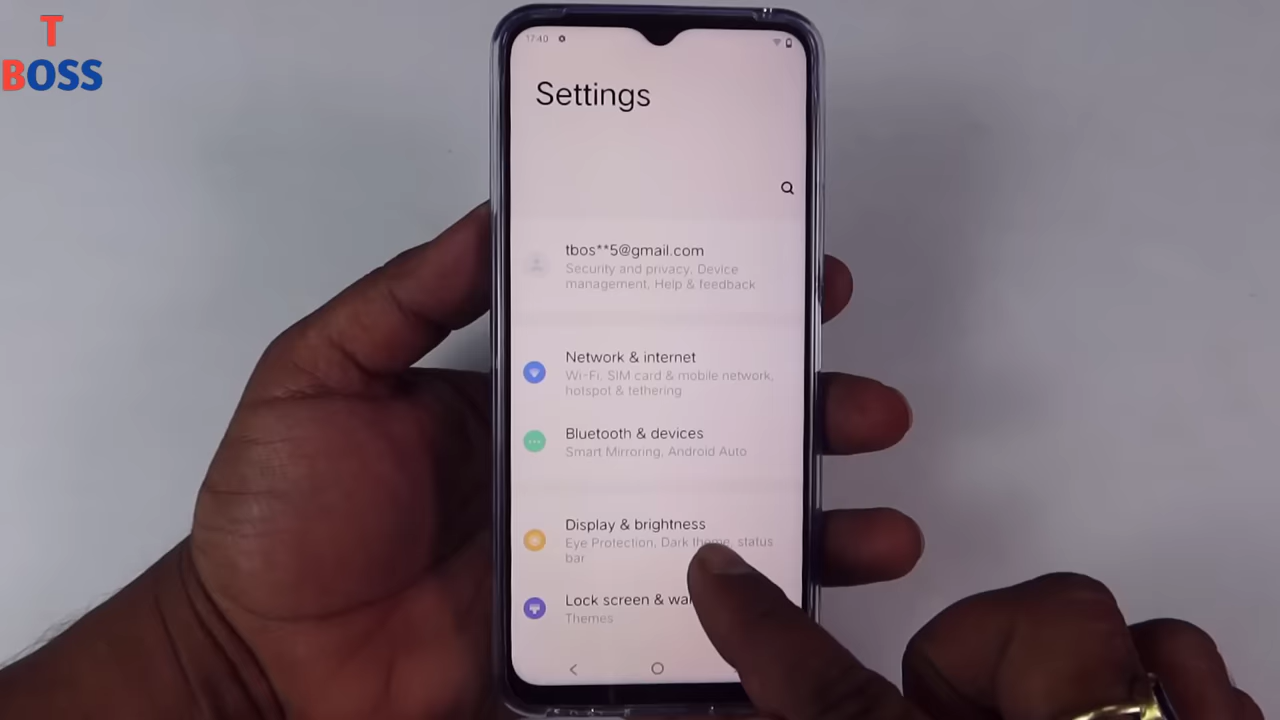 T
BOSS
17:40
Settings
tbos**5@gmail.com
Security and privacy, Device
management, Help & feedback
Network & internet
Wi-Fi, SIM card & mobile network,
hotspot & tethering
Bluetooth & devices
Smart Mirroring, Android Auto
Display & brightness
Eye Protection, Dark theme, status
bar
Lock screen &
Themes